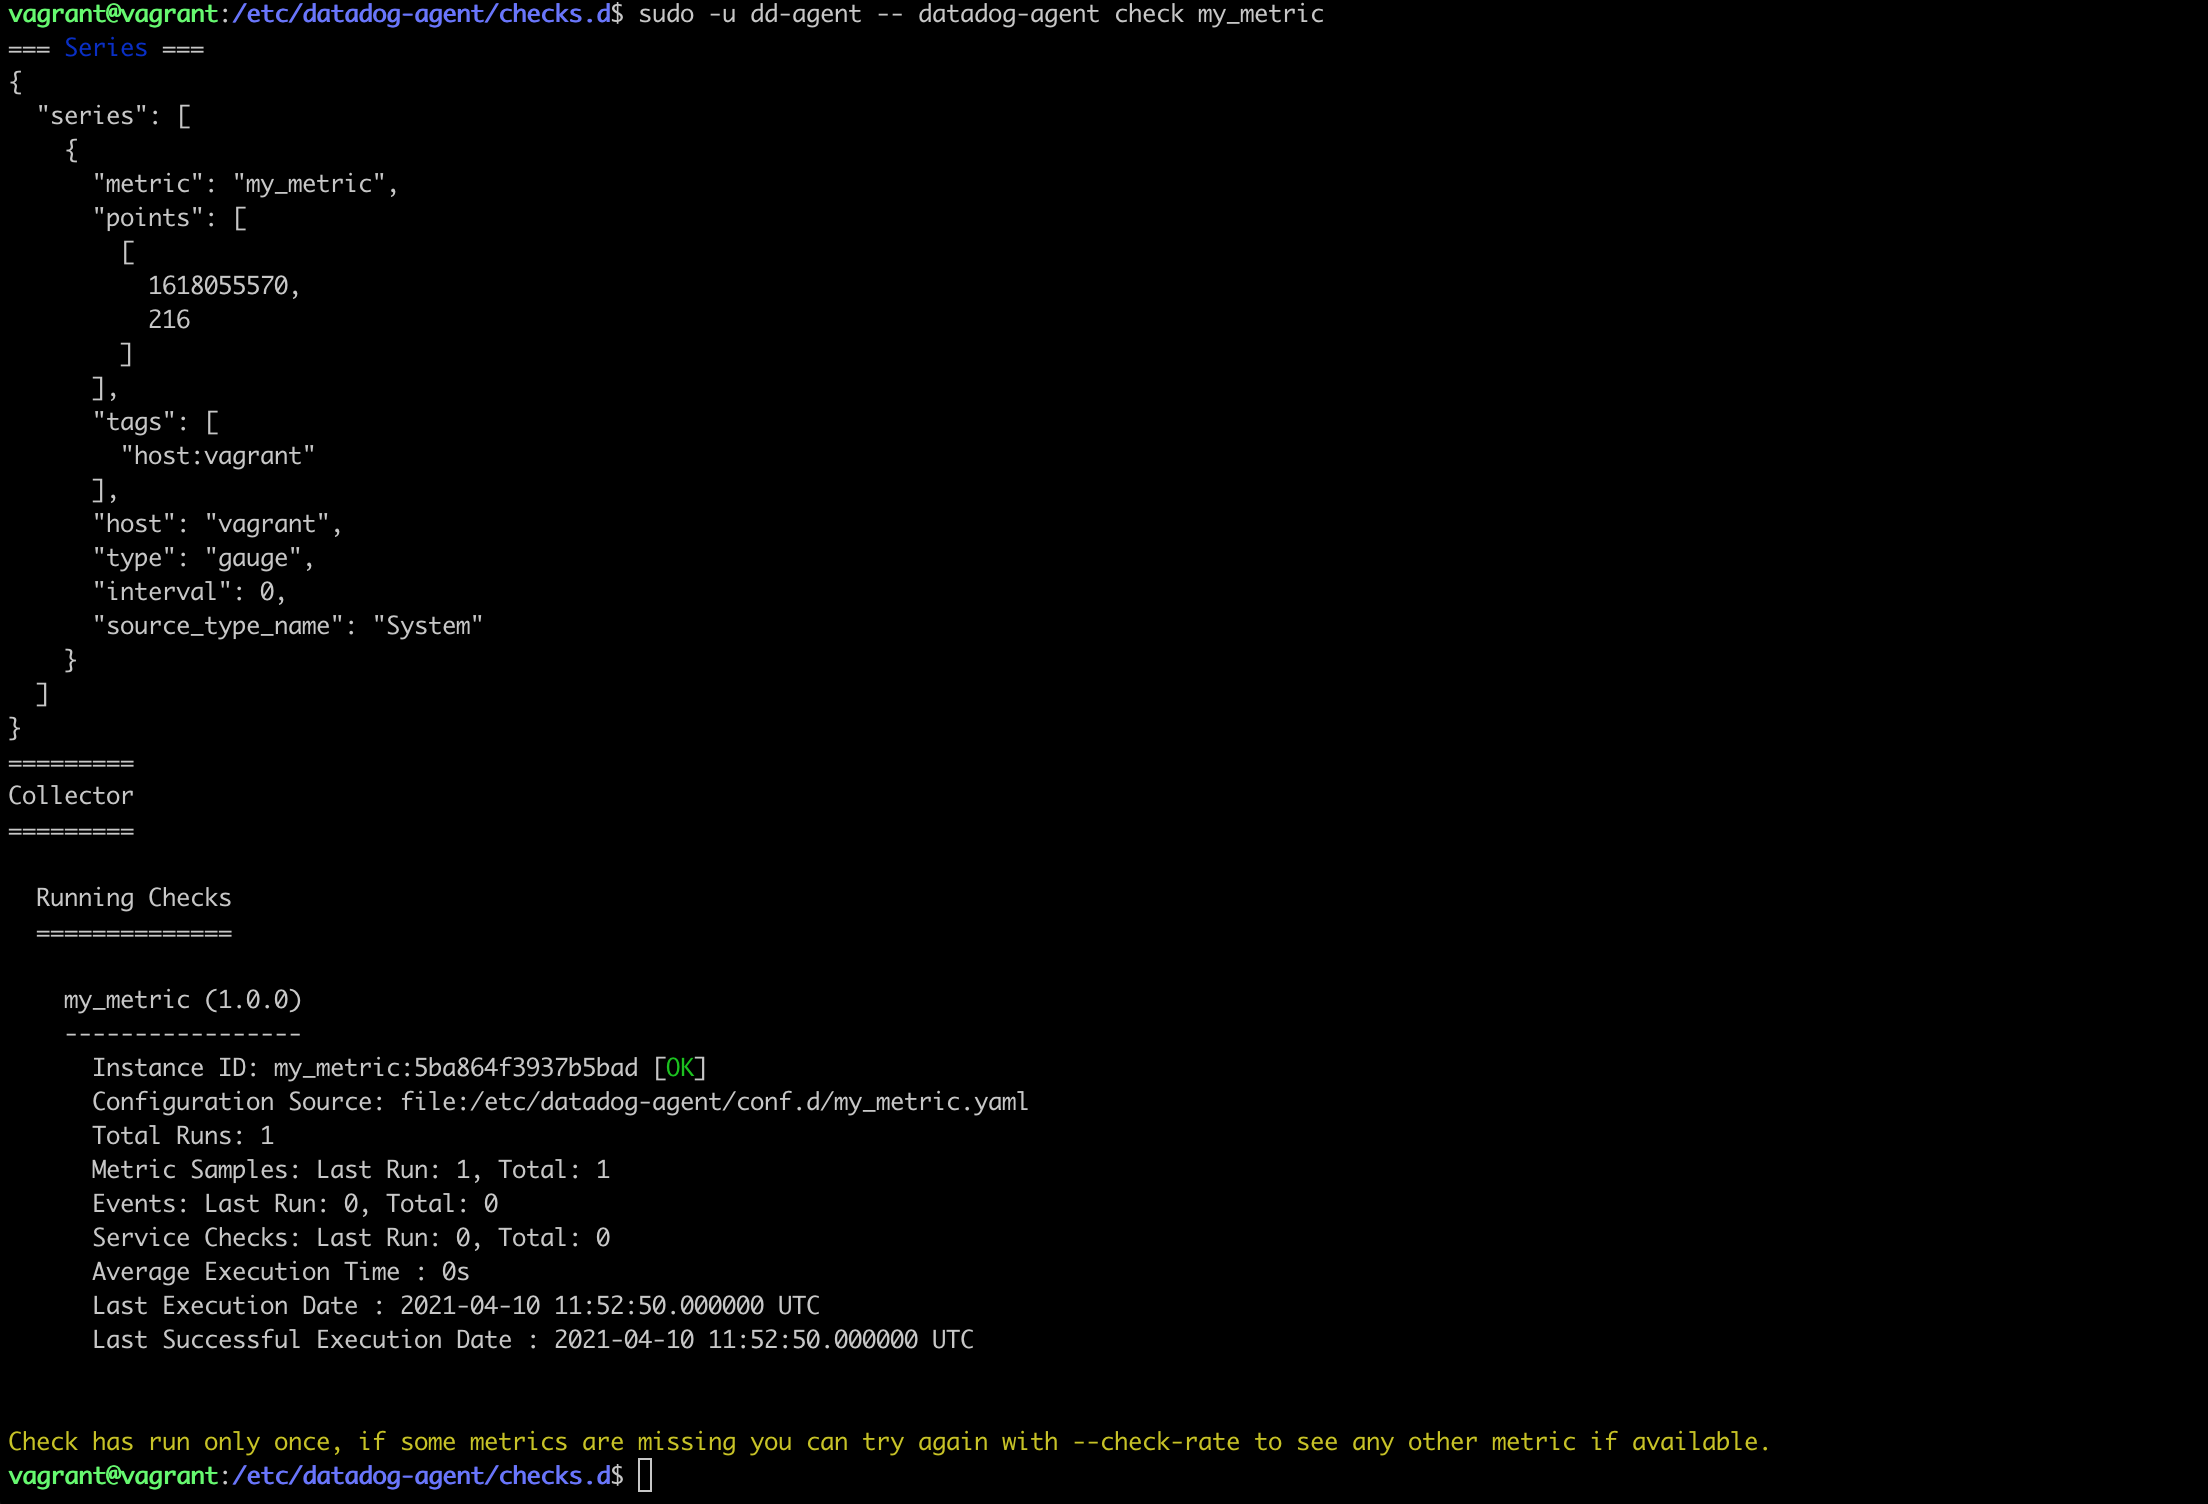 vagrant@vagrant:/etc/datadog-agent/checks.d$ sudo -u dd-agent -- datadog-agent check my_metric
=== Series ===
{
  "series": [
    {
      "metric": "my_metric",
      "points": [
        [
          1618055570,
          216
        ]
      ],
      "tags": [
        "host:vagrant"
      ],
      "host": "vagrant",
      "type": "gauge",
      "interval": 0,
      "source_type_name": "System"
    }
  ]
}
=========
Collector
=========

  Running Checks
  ==============

    my_metric (1.0.0)
    -----------------
      Instance ID: my_metric:5ba864f3937b5bad [OK]
      Configuration Source: file:/etc/datadog-agent/conf.d/my_metric.yaml
      Total Runs: 1
      Metric Samples: Last Run: 1, Total: 1
      Events: Last Run: 0, Total: 0
      Service Checks: Last Run: 0, Total: 0
      Average Execution Time : 0s
      Last Execution Date : 2021-04-10 11:52:50.000000 UTC
      Last Successful Execution Date : 2021-04-10 11:52:50.000000 UTC


Check has run only once, if some metrics are missing you can try again with --check-rate to see any other metric if available.
vagrant@vagrant:/etc/datadog-agent/checks.d$